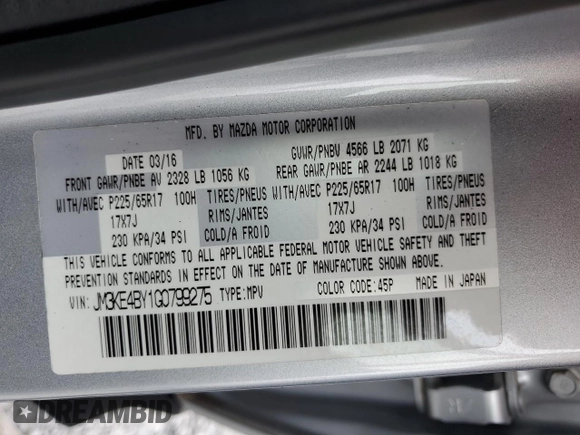 MFD. BY MAZDA MOTOR CORPORATION
DATE 03/16 GVWR/PNBV 4566 LB 2071 KG
FRONT GAWR/PNBE AV 2328 LB 1056 KG REAR GAWR/PNBE AR 2244 LB 1018 KG
WITH/AVEC P225/65R17 100H TIRES/PNEUS WITH/AVEC P225/65R17 100H TIRES/PNEUS
17X7J RIMS/JANTES 17X7J RIMS/JANTES
230 KPA/34 PSI COLD/A FROID 230 KPA/34 PSI COLD/A FROID
THIS VEHICLE CONFORMS TO ALL APPLICABLE FEDERAL MOTOR VEHICLE SAFETY AND THEFT
PREVENTION STANDARDS IN EFFECT ON THE DATE OF MANUFACTURE SHOWN ABOVE.
VIN: JM3KE4BY1G0799275 TYPE: MPV COLOR CODE: 45P MADE IN JAPAN
DREAMBID